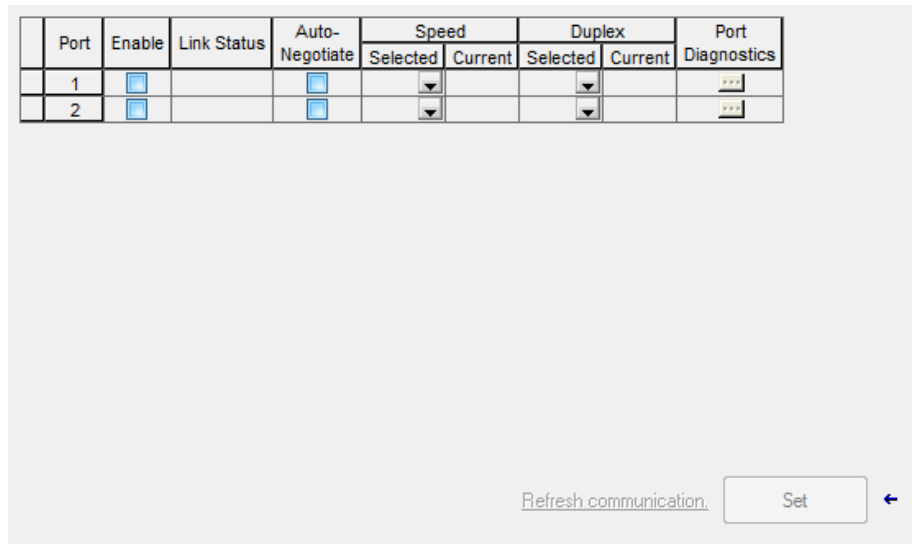 Port Enable Link Status Auto-Negotiate Speed Duplex Port Diagnostics
Selected Current Selected Current
1
2
Refresh communication. Set